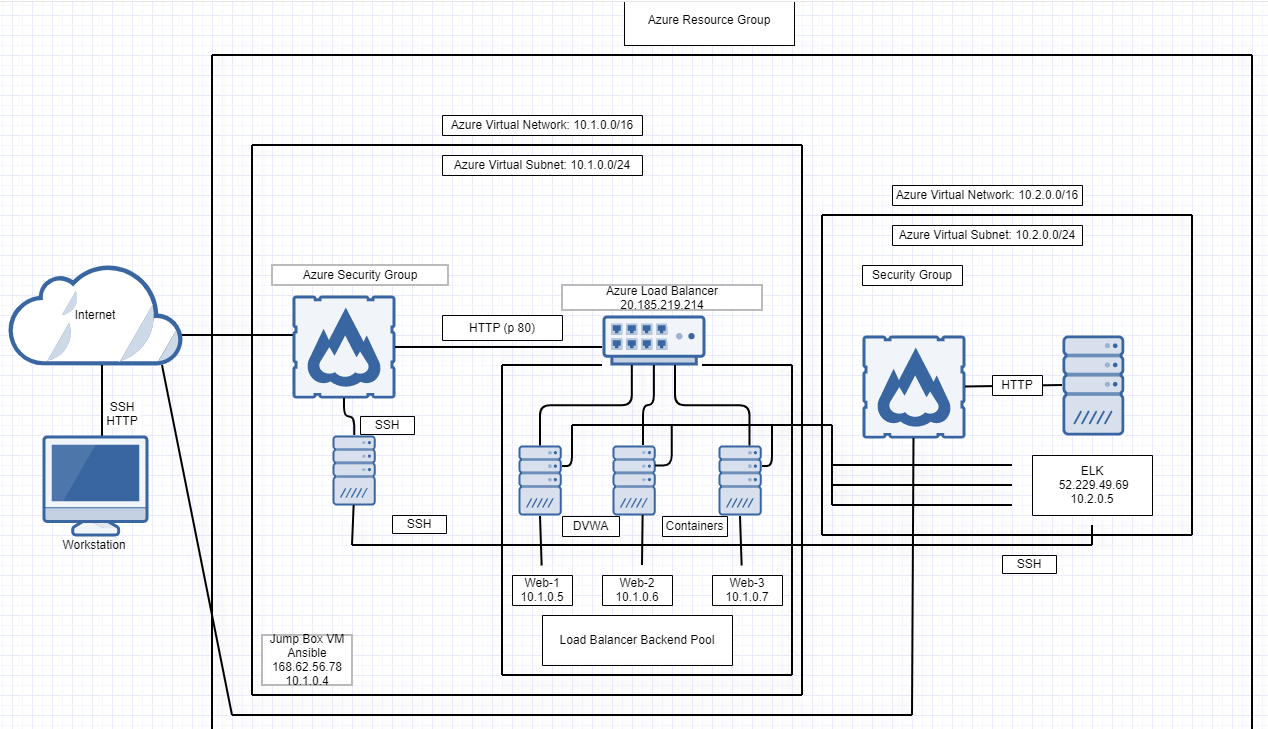 Azure Resource Group
Azure Virtual Network: 10.1.0.0/16
Azure Virtual Subnet: 10.1.0.0/24
Azure Virtual Network: 10.2.0.0/16
Azure Virtual Subnet: 10.2.0.0/24
Azure Security Group
Security Group
Azure Load Balancer
20.185.219.214
Internet
HTTP (p 80)
HTTP
SSH
HTTP
SSH
ELK
52.229.49.69
10.2.0.5
SSH
DVWA
Containers
Workstation
SSH
Web-1
10.1.0.5
Web-2
10.1.0.6
Web-3
10.1.0.7
Load Balancer Backend Pool
Jump Box VM
Ansible
168.62.56.78
10.1.0.4